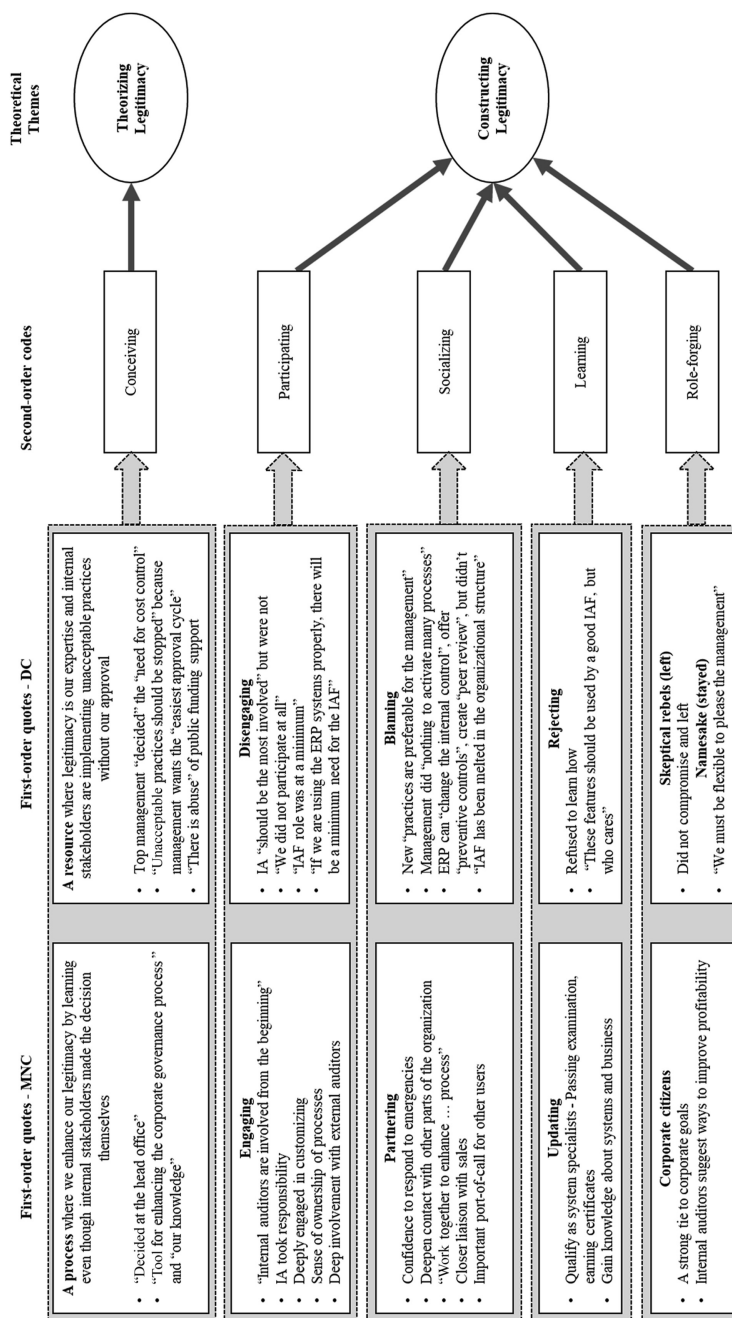 First-order quotes - MNC
First-order quotes - DC
Second-order codes
Theoretical
Themes
A process where we enhance our legitimacy by learning
even though internal stakeholders made the decision
themselves
• “Decided at the head office”
• “Tool for enhancing the corporate governance process ”
and “our knowledge”
A resource where legitimacy is our expertise and internal
stakeholders are implementing unacceptable practices
without our approval
• Top management “decided” the “need for cost control”
• “Unacceptable practices should be stopped” because
management wants the “easiest approval cycle”
• “There is abuse” of public funding support
Conceiving
Theorizing
Legitimacy
Engaging
• “Internal auditors are involved from the beginning”
• IA took responsibility
• Deeply engaged in customizing
• Sense of ownership of processes
• Deep involvement with external auditors
Disengaging
• IA “should be the most involved” but were not
• “We did not participate at all”
• “IAF role was at a minimum”
• “If we are using the ERP systems properly, there will
be a minimum need for the IAF”
Participating
Partnering
• Confidence to respond to emergencies
• Deepen contact with other parts of the organization
• “Work together to enhance … process”
• Closer liaison with sales
• Important port-of-call for other users
Blaming
• New “practices are preferable for the management”
• Management did “nothing to activate many processes”
• ERP can “change the internal control”, offer
“preventive controls”, create “peer review”, but didn’t
• “IAF has been melted in the organizational structure”
Socializing
Constructing
Legitimacy
Updating
• Qualify as system specialists - Passing examination,
earning certificates
• Gain knowledge about systems and business
Rejecting
• Refused to learn how
• “These features should be used by a good IAF, but
who cares”
Learning
Corporate citizens
• A strong tie to corporate goals
• Internal auditors suggest ways to improve profitability
Skeptical rebels (left)
• Did not compromise and left
Namesake (stayed)
• “We must be flexible to please the management”
Role-forging